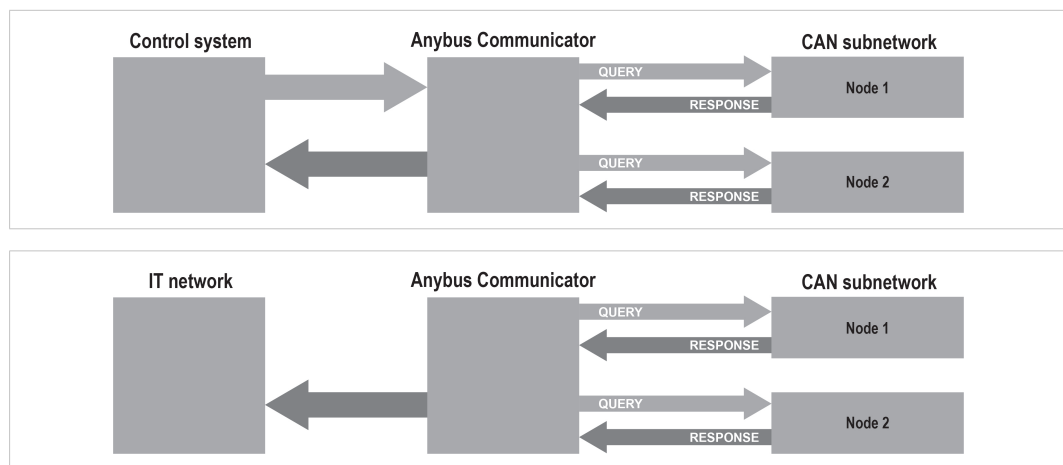 Control system
Anybus Communicator
CAN subnetwork
QUERY
Node 1
RESPONSE
QUERY
Node 2
RESPONSE
IT network
Anybus Communicator
CAN subnetwork
QUERY
Node 1
RESPONSE
QUERY
Node 2
RESPONSE